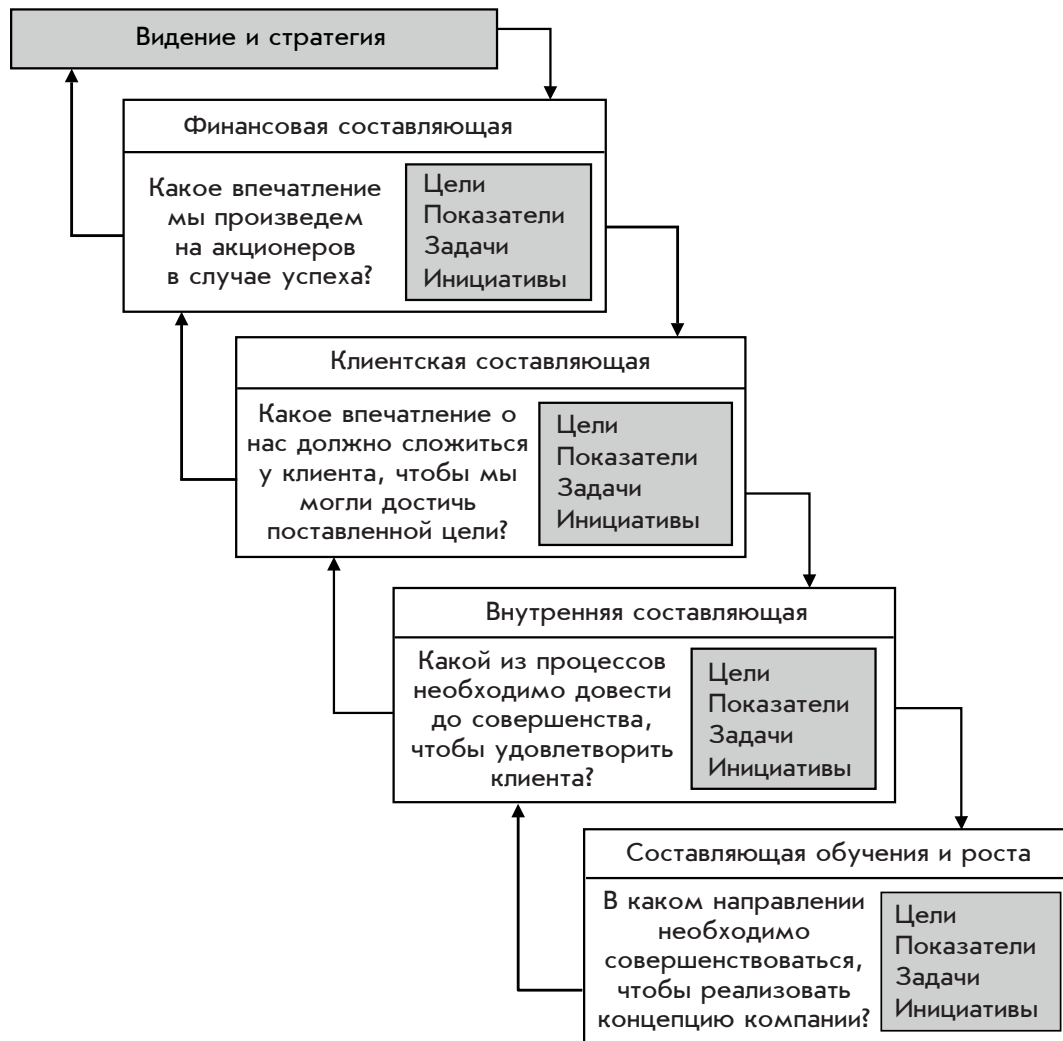 Видение и стратегия
Финансовая составляющая
Какое впечатление
мы произведем
на акционеров
в случае успеха?
Цели
Показатели
Задачи
Инициативы
Клиентская составляющая
Какое впечатление о
нас должно сложиться
у клиента, чтобы мы
могли достичь
поставленной цели?
Цели
Показатели
Задачи
Инициативы
Внутренняя составляющая
Какой из процессов
необходимо довести
до совершенства,
чтобы удовлетворить
клиента?
Цели
Показатели
Задачи
Инициативы
Составляющая обучения и роста
В каком направлении
необходимо
совершенствоваться,
чтобы реализовать
концепцию компании?
Цели
Показатели
Задачи
Инициативы